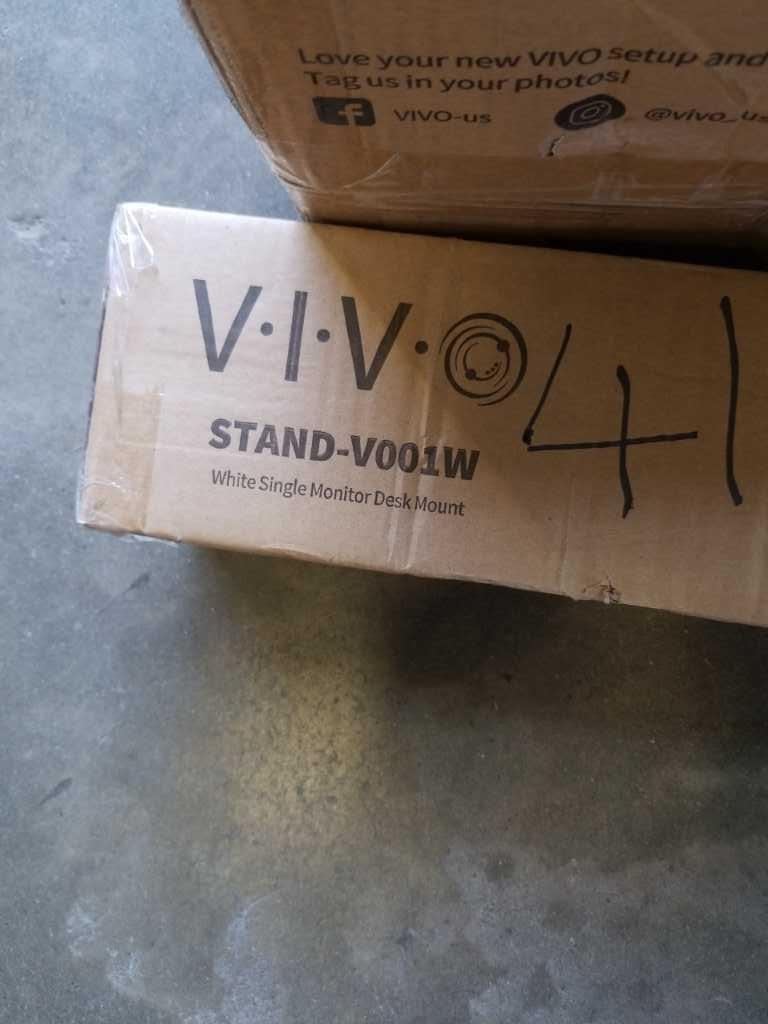 Love your new VIVO setup and
Tag us in your photos!
VIVO-us
@vivo_us
V·I·V·O
41
STAND-V001W
White Single Monitor Desk Mount